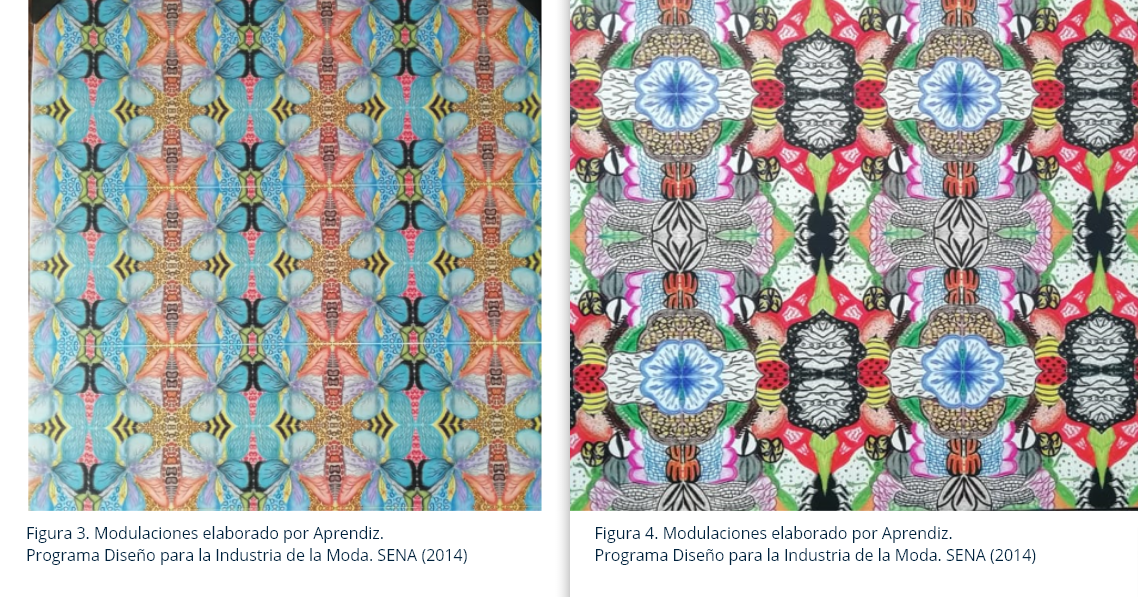 Figura 3. Modulaciones elaborado por Aprendiz.
Programa Diseño para la Industria de la Moda. SENA (2014)
Figura 4. Modulaciones elaborado por Aprendiz.
Programa Diseño para la Industria de la Moda. SENA (2014)